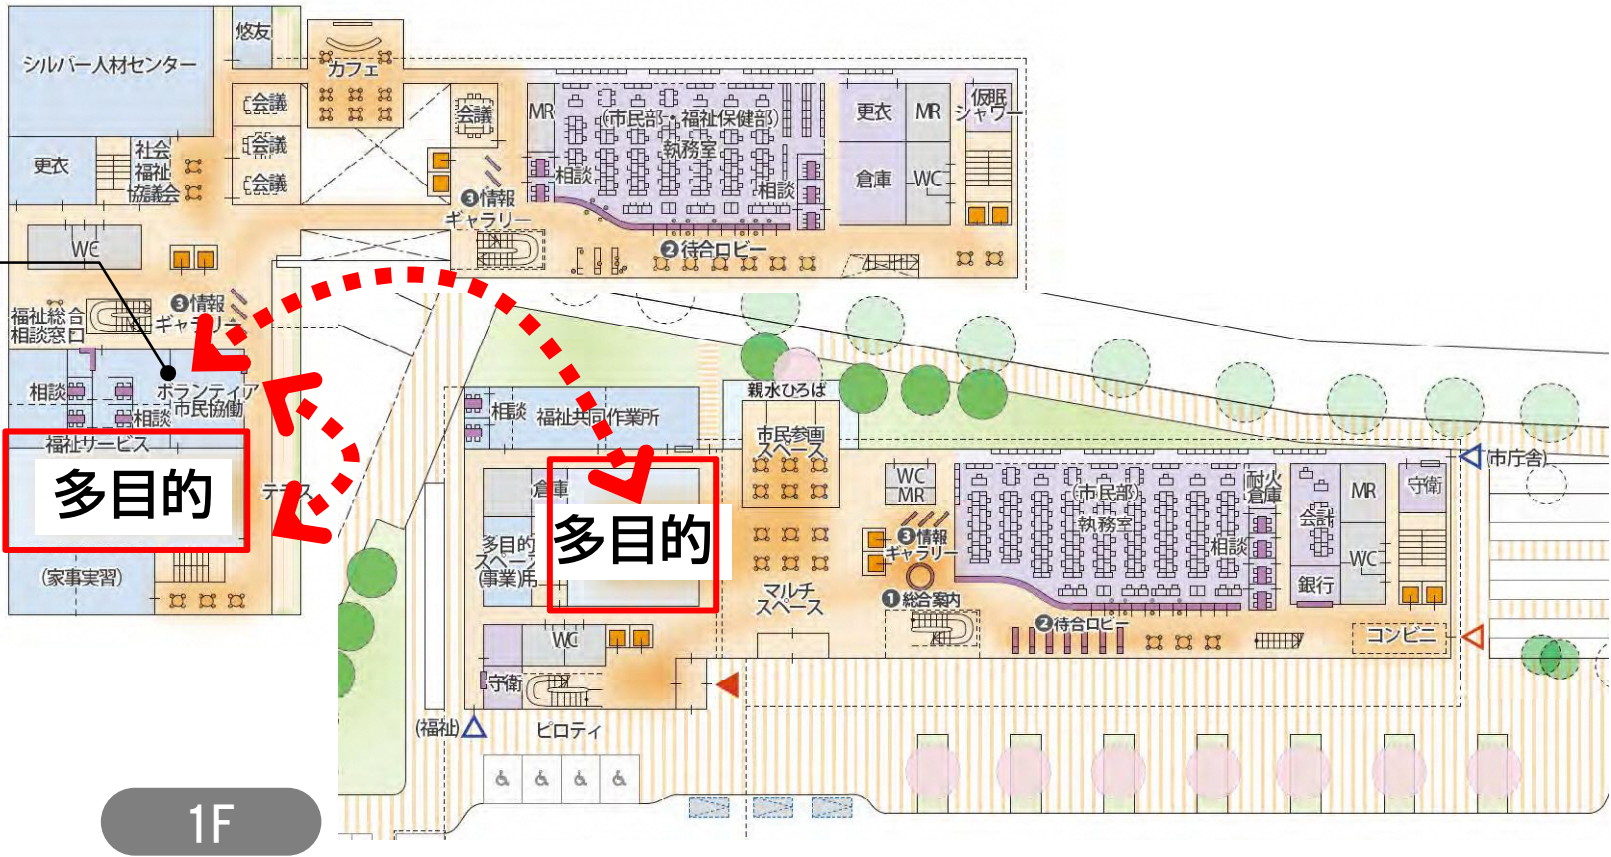 悠友
シルバー人材センター
カフェ
会議
会議
MR
(市民部・福祉保健部)
執務室
更衣
MR
仮眠
シャワー
会議
更衣
社会
福祉
協議会
会議
相談
相談
倉庫
WC
❸情報
ギャラリー
WC
❷待合ロビー
❸情報
ギャラリー
福祉総合
相談窓口
相談
ボランティア
市民協働
相談
福祉サービス
多目的
テラス
(家事実習)
相談
福祉共同作業所
親水ひろば
市民参画
スペース
倉庫
多目的
多目的
スペース
(事業)用
マルチ
スペース
WC
MR
❸情報
ギャラリー
❶総合案内
(市民部)
執務室
相談
耐火
倉庫
会計
銀行
MR
WC
守衛
(市庁舎)
❷待合ロビー
コンビニ
WC
守衛
(福祉)
ピロティ
1F